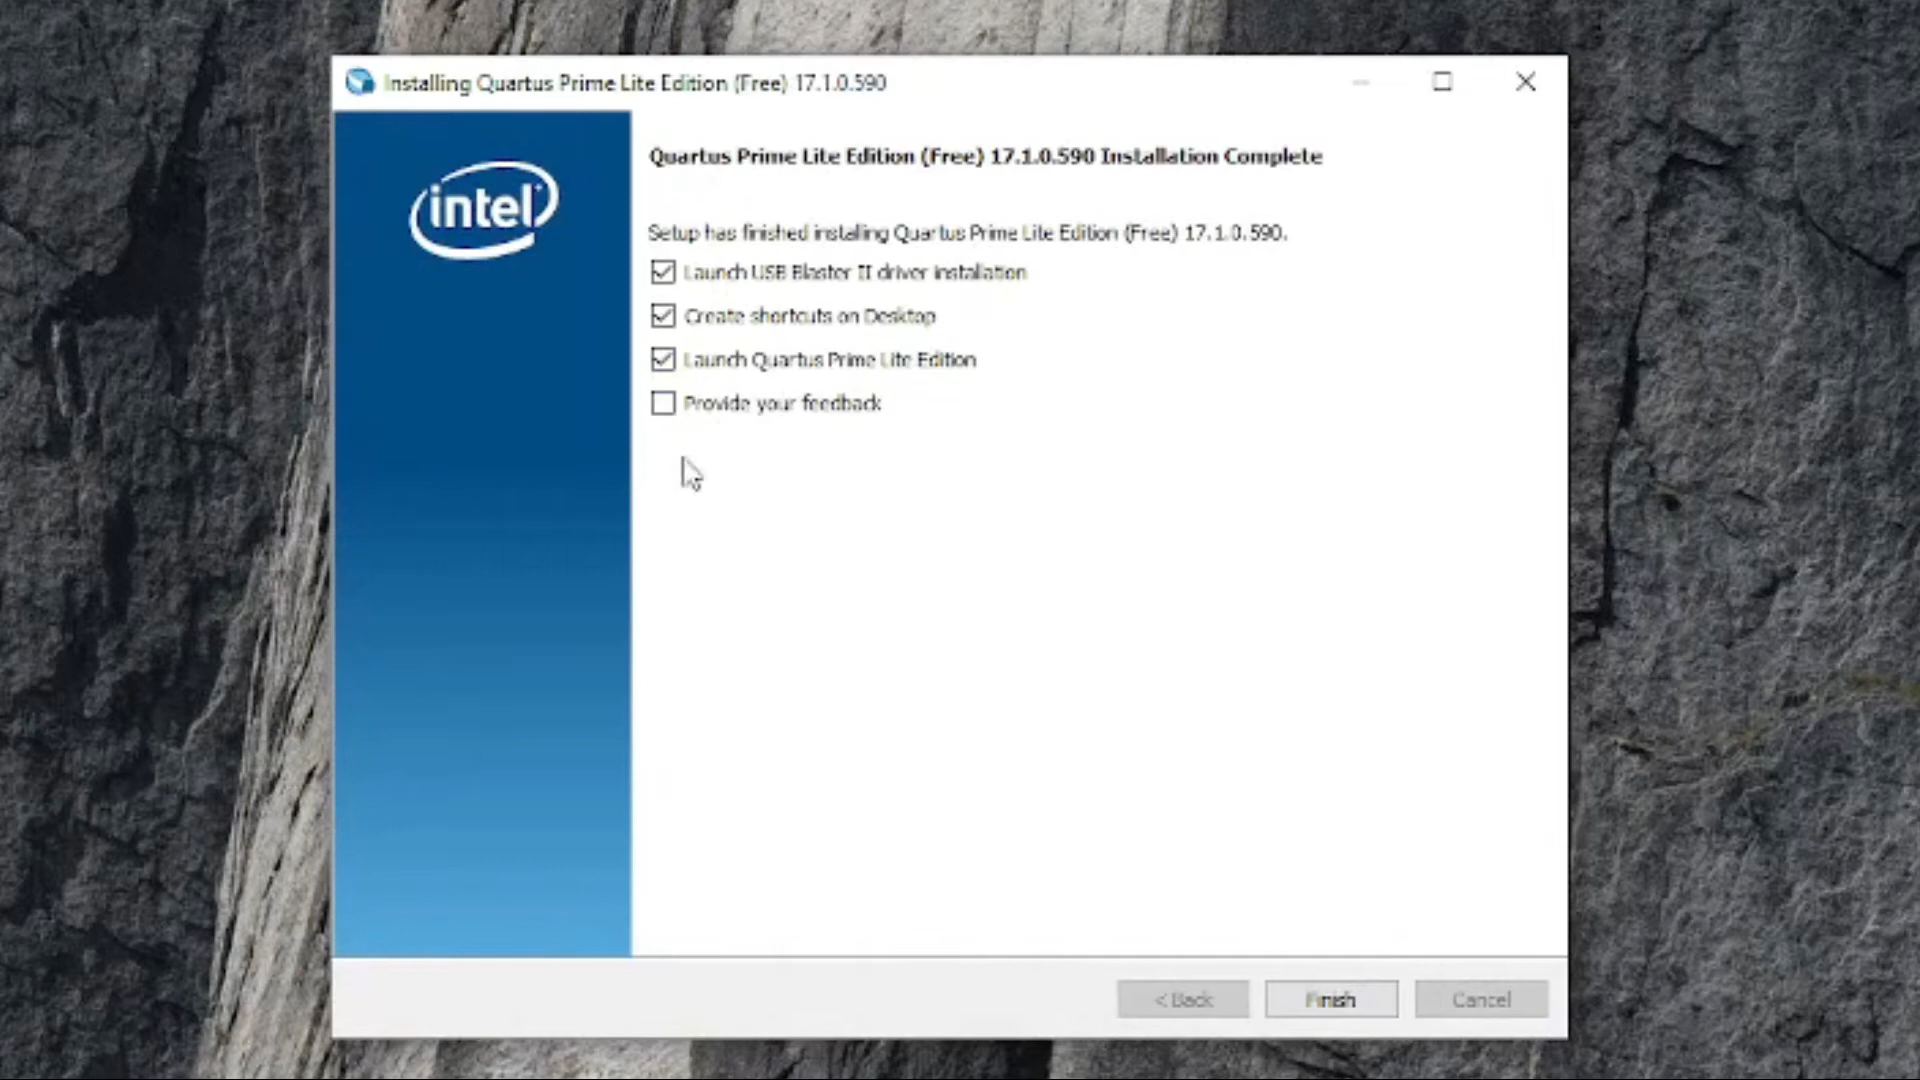 Installing Quartus Prime Lite Edition (Free) 17.1.0.590
intel
Quartus Prime Lite Edition (Free) 17.1.0.590 Installation Complete
Setup has finished installing Quartus Prime Lite Edition (Free) 17.1.0.590.
Launch USB Blaster II driver installation
Create shortcuts on Desktop
Launch Quartus Prime Lite Edition
Provide your feedback
< Back Finish Cancel